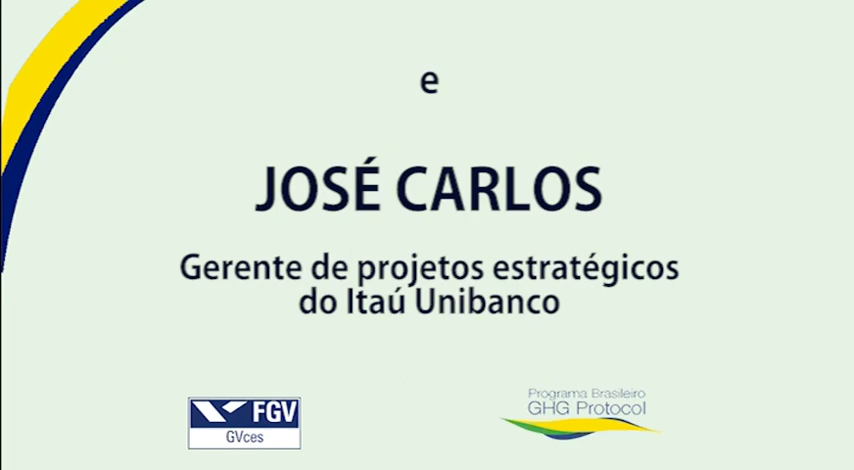 e
JOSÉ CARLOS
Gerente de projetos estratégicos
do Itaú Unibanco
FGV
GVces
Programa Brasileiro
GHG Protocol